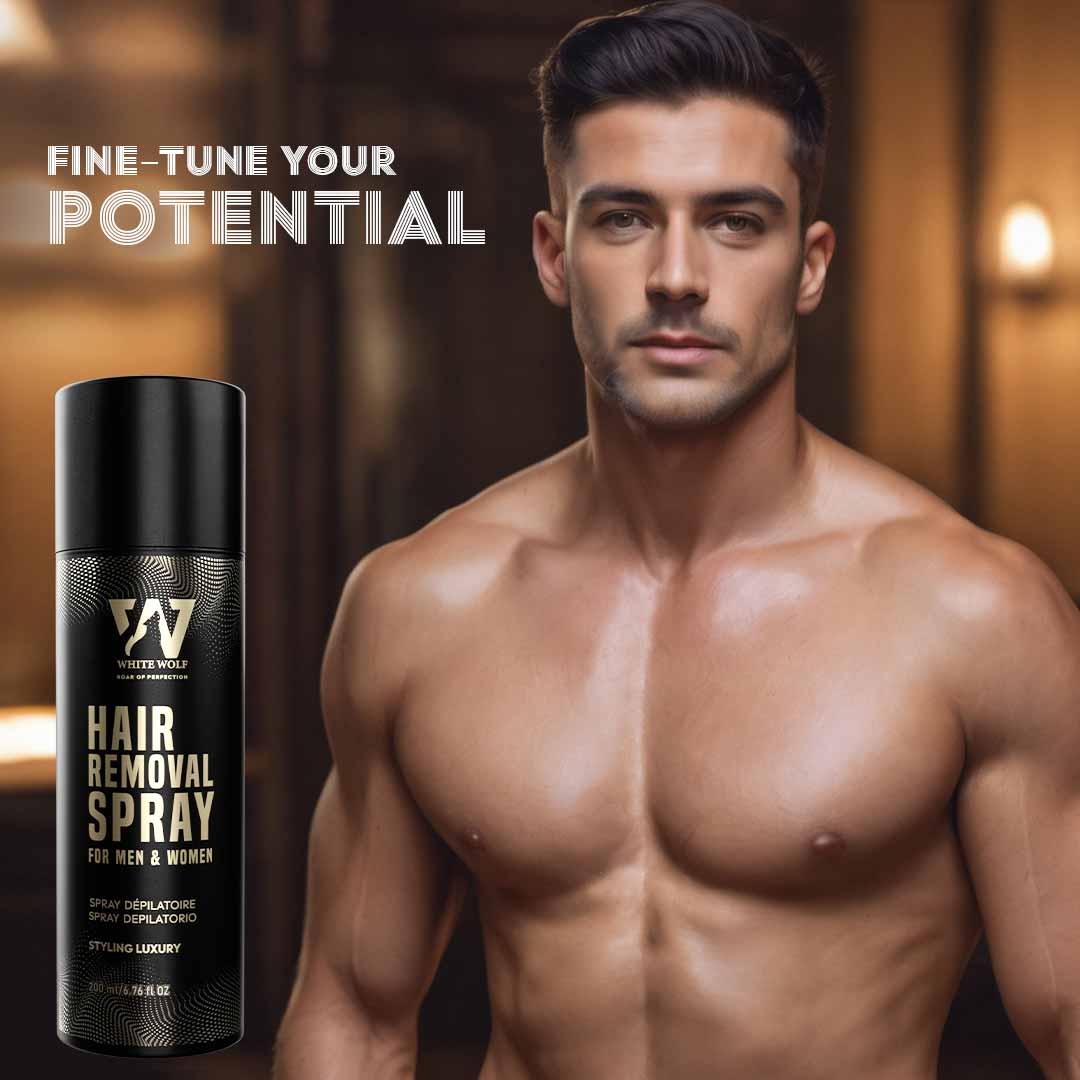 FINE-TUNE YOUR
POTENTIAL
W
WHITE WOLF
ROAR OF PERFECTION
HAIR
REMOVAL
SPRAY
FOR MEN & WOMEN
SPRAY DÉPILATOIRE
SPRAY DEPILATORIO
STYLING LUXURY
200 ml/6.76 fl OZ